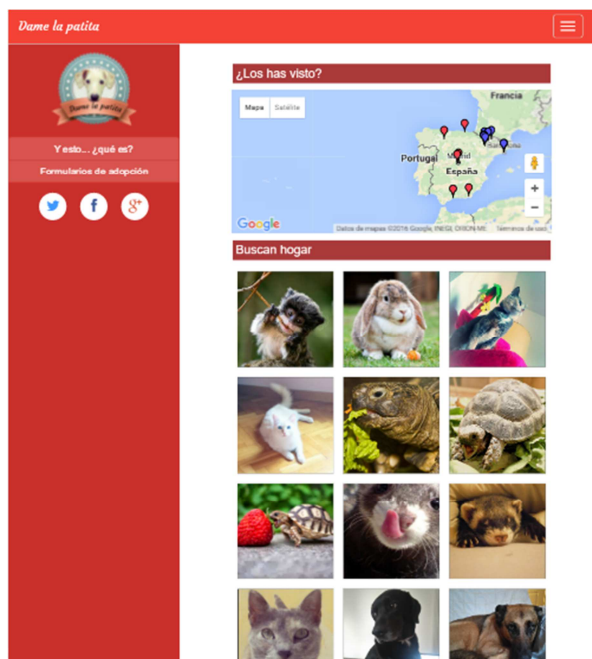 Dame la patita
Dame la patita
Y esto... ¿qué es?
Formularios de adopción
f
g+
¿Los has visto?
Mapa Satélite
Francia
Portugal
Madrid
España
+
−
Google
Datos de mapas ©2016 Google, INEGI, ORION-ME Términos de uso
Buscan hogar